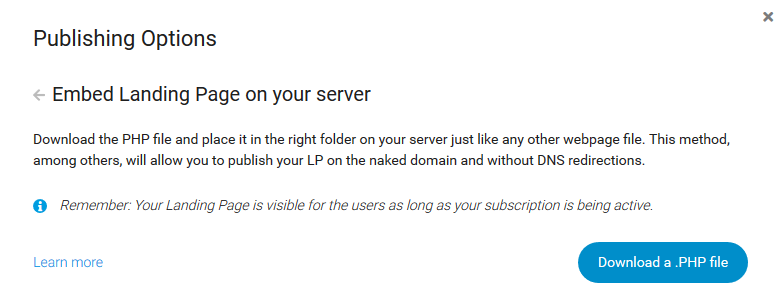 Publishing Options
Embed Landing Page on your server
Download the PHP file and place it in the right folder on your server just like any other webpage file. This method,
among others, will allow you to publish your LP on the naked domain and without DNS redirections.
Remember: Your Landing Page is visible for the users as long as your subscription is being active.
Learn more
Download a .PHP file